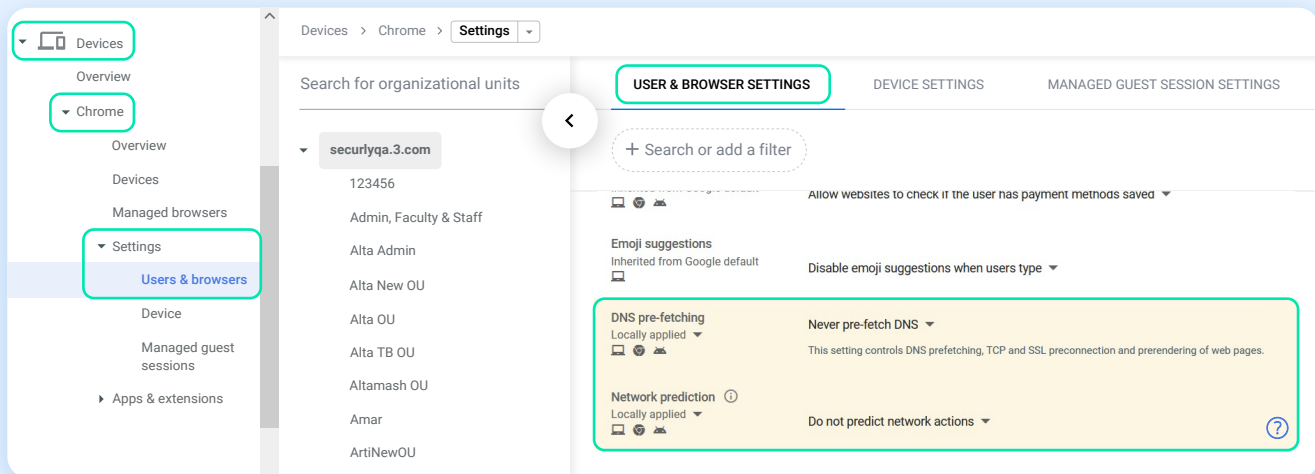 Devices
Overview
Chrome
Overview
Devices
Managed browsers
Settings
Users & browsers
Device
Managed guest
sessions
Apps & extensions
Devices > Chrome > Settings
Search for organizational units
securlyqa.3.com
123456
Admin, Faculty & Staff
Alta Admin
Alta New OU
Alta OU
Alta TB OU
Altamash OU
Amar
ArtiNewOU
USER & BROWSER SETTINGS
DEVICE SETTINGS
MANAGED GUEST SESSION SETTINGS
+ Search or add a filter
Inherited from Google default
Allow websites to check if the user has payment methods saved
Emoji suggestions
Inherited from Google default
Disable emoji suggestions when users type
DNS pre-fetching
Locally applied
Never pre-fetch DNS
This setting controls DNS prefetching, TCP and SSL preconnection and prerendering of web pages.
Network prediction
Locally applied
Do not predict network actions